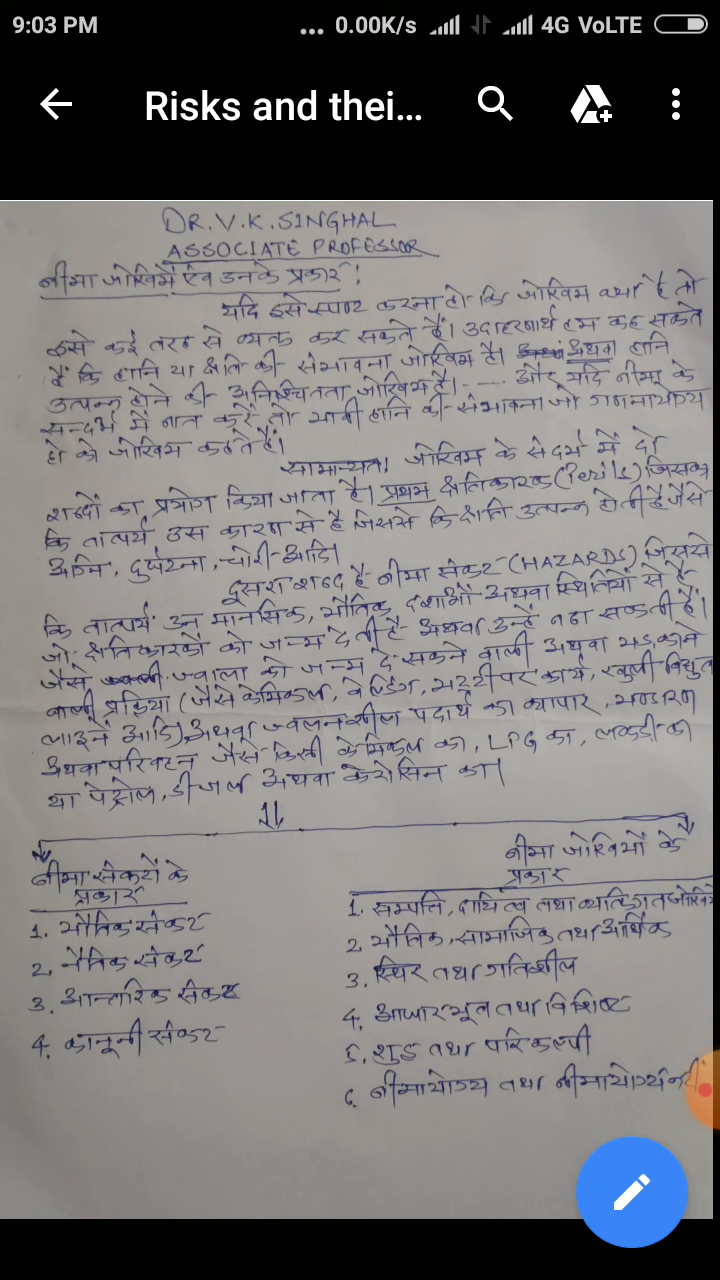 9:03 PM ... 0.00K/s 4G VoLTE
Risks and thei...
DR. V. K. SINGHAL
ASSOCIATE PROFESSOR
बीमा जोखिमें एंव उनके प्रकार!
यदि इसे स्पष्ट करना हो कि जोखिम क्या है तो
इसे कई तरह से व्यक्त कर सकते हैं। उदाहरणार्थ हम कह सकते
हैं कि हानि या क्षति की संभावना जोखिम है। अथवा हानि
उत्पन्न होने की अनिश्चितता जोखिम है। ---- और यदि बीमा के
सन्दर्भ में बात करें तो भावी हानि की संभावना जो गणनायोग्य
हो को जोखिम कहते हैं।
सामान्यतः जोखिम के संदर्भ में दो
शब्दों का प्रयोग किया जाता है। प्रथम क्षतिकारक (Perils) जिसका
कि तात्पर्य उस कारण से है जिससे कि क्षति उत्पन्न होती है जैसे
अग्नि, दुर्घटना, चोरी आदि।
दूसरा शब्द है बीमा संकट (HAZARDS) जिससे
कि तात्पर्य उन मानसिक, भौतिक दशाओं अथवा स्थितियों से है
जो क्षतिकारकों को जन्म देती है अथवा उन्हें बढा सकती हैं।
जैसे ज्वाला को जन्म दे सकने वाली अथवा भडकाने
वाली प्रक्रिया (जैसे केमिकल, वेल्डिंग, भट्टी पर कार्य, खुली विद्युत
लाइनें आदि) अथवा ज्वलनशील पदार्थ का व्यापार, भण्डारण
अथवा परिवहन जैसे किसी केमिकल का, LPG का, लकडी का
या पेट्रोल, डीजल अथवा केरोसिन का।
बीमा संकटों के
प्रकार
1. भौतिक संकट
2. नैतिक संकट
3. आन्तरिक संकट
4. कानूनी संकट
बीमा जोखिमों के
प्रकार
1. सम्पत्ति, दायित्व तथा व्यक्तिगत जोखिमें
2. भौतिक, सामाजिक तथा आर्थिक
3. स्थिर तथा गतिशील
4. आधारभूत तथा विशिष्ट
5. शुद्ध तथा परिकल्पी
6. बीमायोग्य तथा बीमायोग्य नहीं